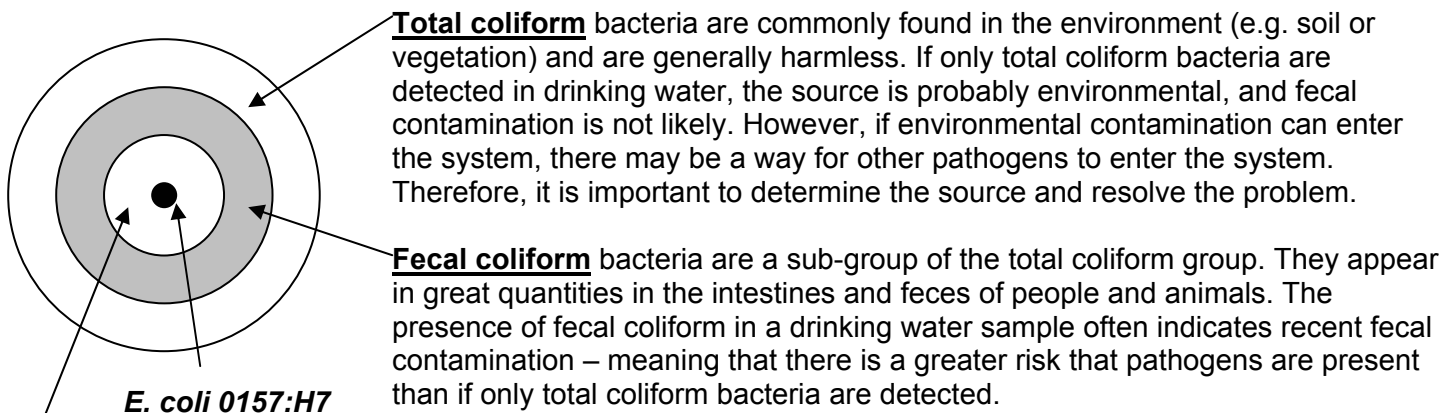 Total coliform bacteria are commonly found in the environment (e.g. soil or
vegetation) and are generally harmless. If only total coliform bacteria are
detected in drinking water, the source is probably environmental, and fecal
contamination is not likely. However, if environmental contamination can enter
the system, there may be a way for other pathogens to enter the system.
Therefore, it is important to determine the source and resolve the problem.
Fecal coliform bacteria are a sub-group of the total coliform group. They appear
in great quantities in the intestines and feces of people and animals. The
presence of fecal coliform in a drinking water sample often indicates recent fecal
contamination – meaning that there is a greater risk that pathogens are present
than if only total coliform bacteria are detected.
E. coli 0157:H7